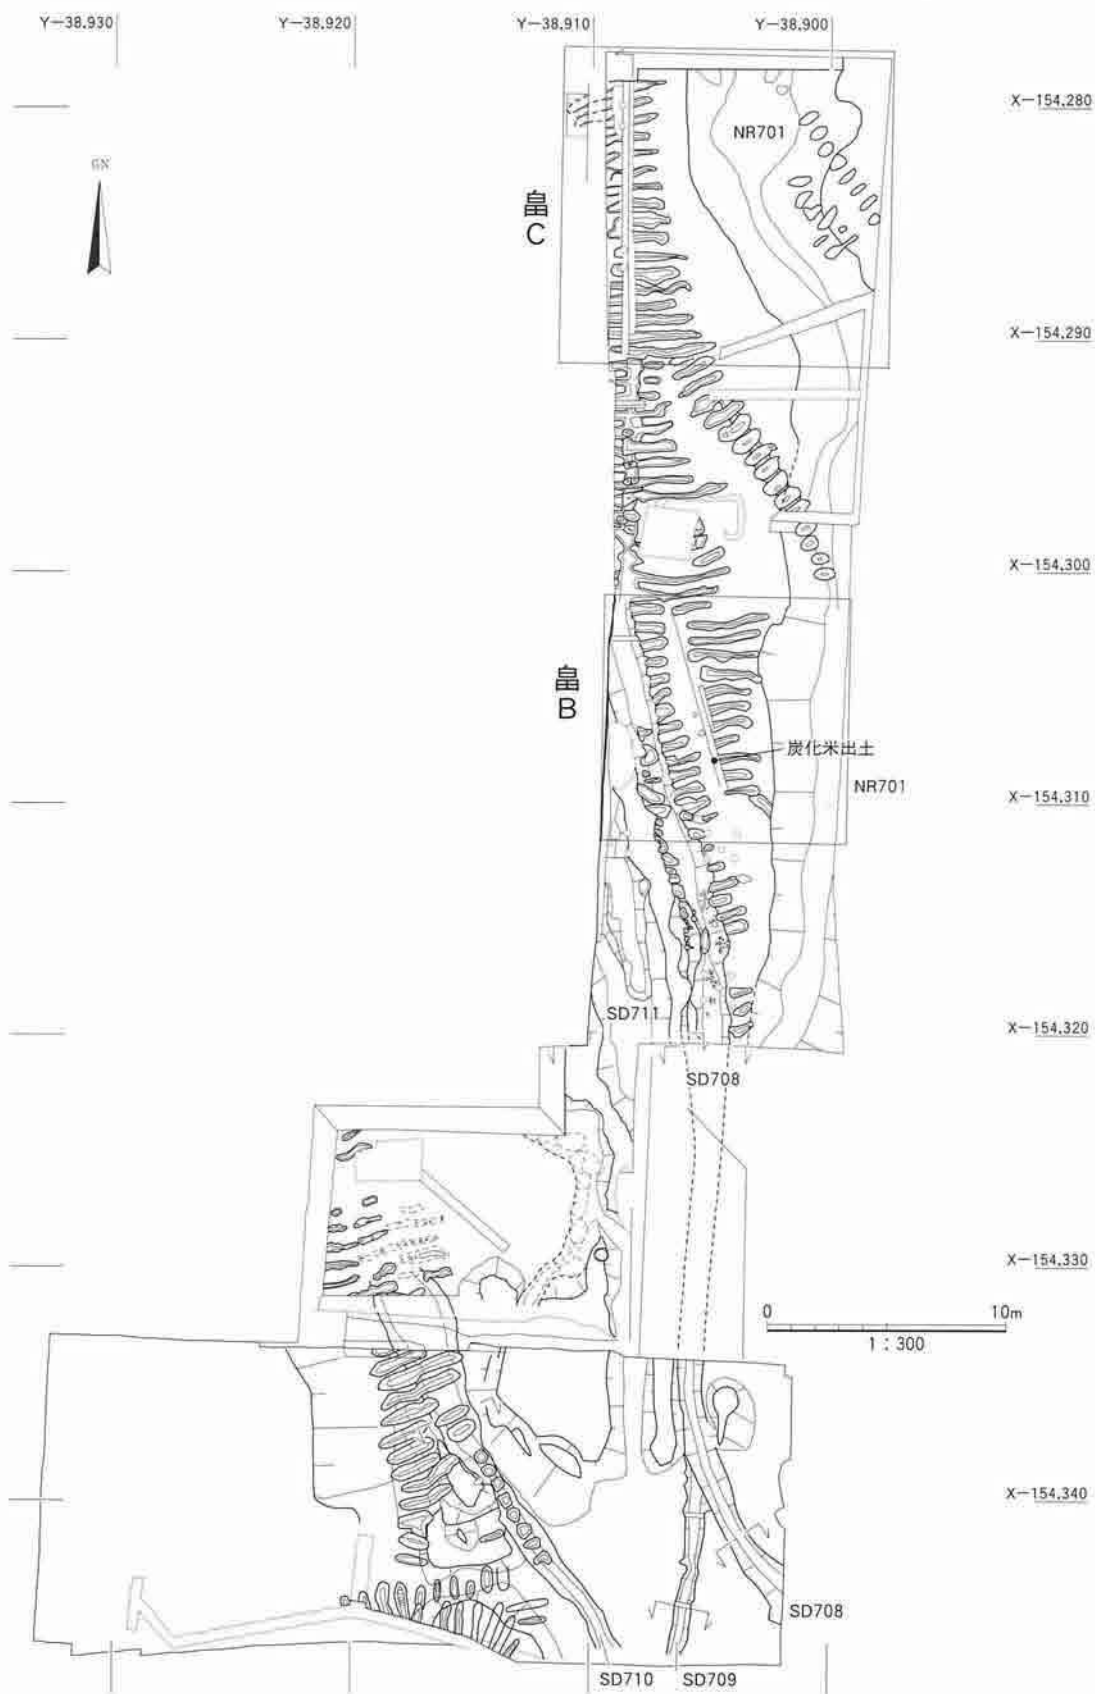 Y−38.930
Y−38.920
Y−38.910
Y−38.900
X−154.280
NR701
GN
畠
C
X−154.290
X−154.300
畠
B
炭化米出土
NR701
X−154.310
SD711
X−154.320
SD708
X−154.330
0 10m
1：300
X−154.340
SD708
SD710
SD709